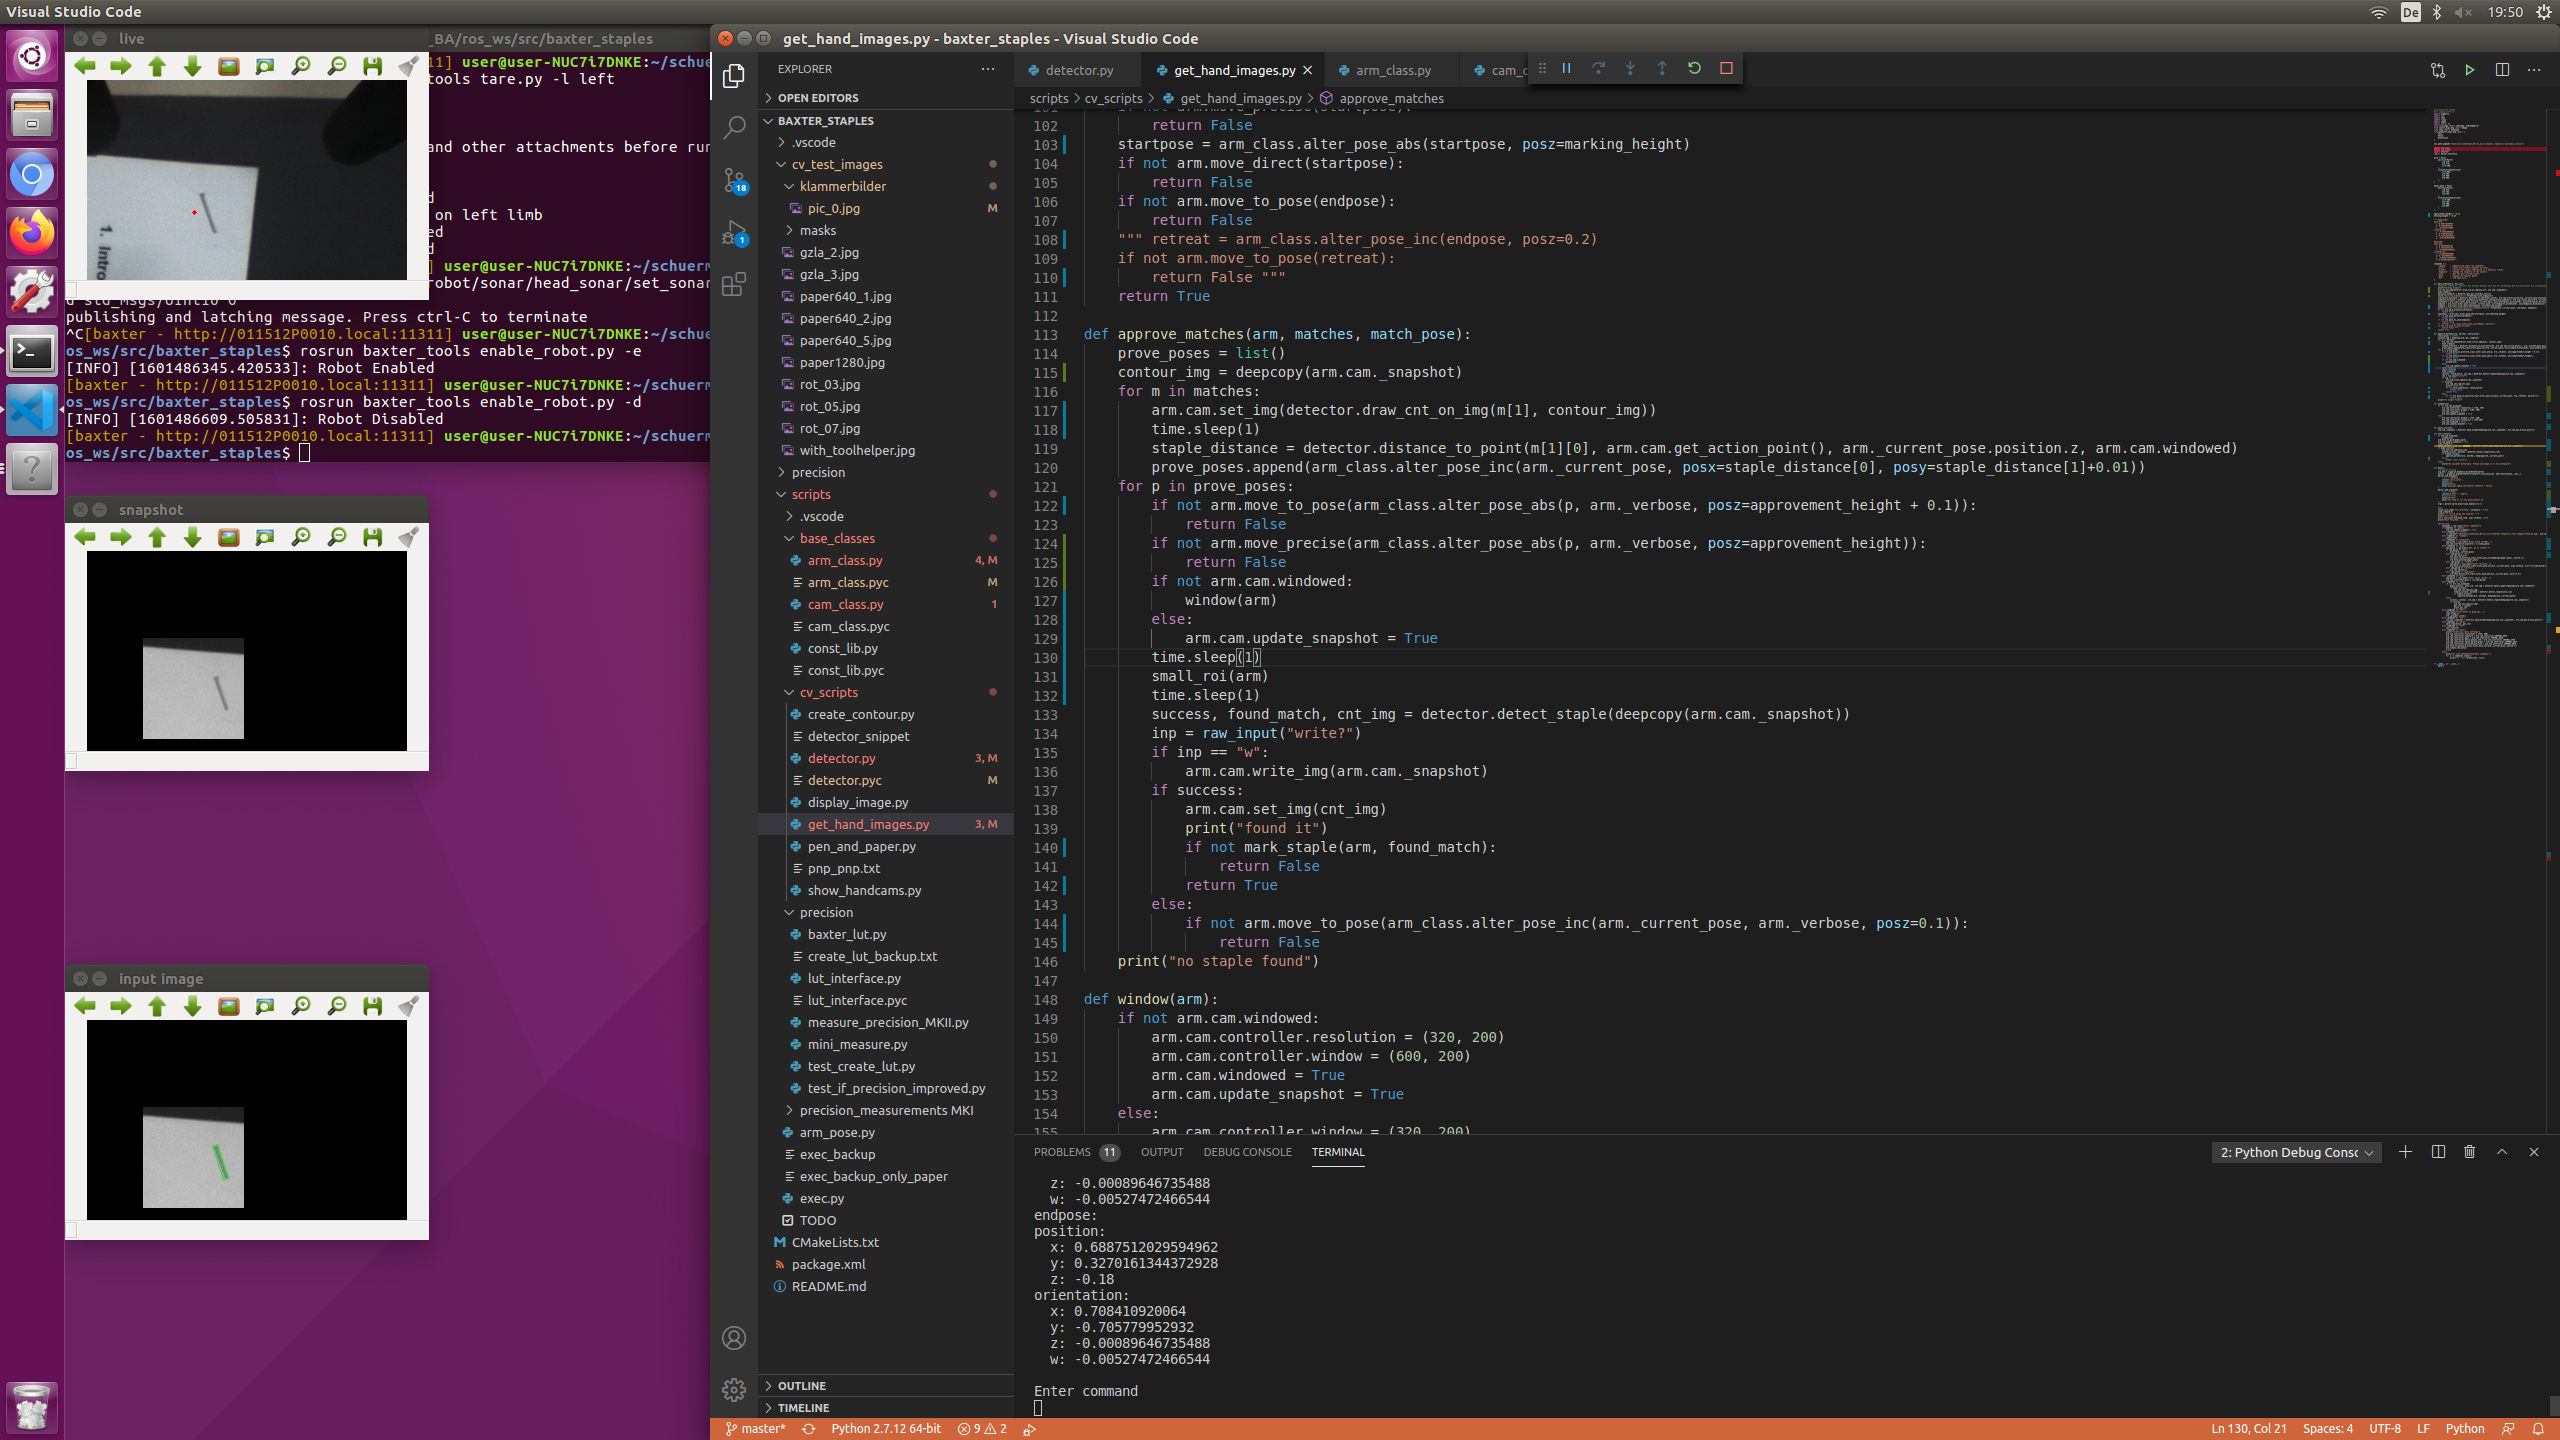 Visual Studio Code
De
19:50
live
_BA/ros_ws/src/baxter_staples
11] user@user-NUC7i7DNKE:~/schuerm
tools tare.py -l left
and other attachments before run
d
on left limb
ed
d
] user@user-NUC7i7DNKE:~/schuerm
robot/sonar/head_sonar/set_sonar
publishing and latching message. Press ctrl-C to terminate
^C[baxter - http://011512P0010.local:11311] user@user-NUC7i7DNKE:~/schuerm
os_ws/src/baxter_staples$ rosrun baxter_tools enable_robot.py -e
[INFO] [1601486345.420533]: Robot Enabled
[baxter - http://011512P0010.local:11311] user@user-NUC7i7DNKE:~/schuerm
os_ws/src/baxter_staples$ rosrun baxter_tools enable_robot.py -d
[INFO] [1601486609.505831]: Robot Disabled
[baxter - http://011512P0010.local:11311] user@user-NUC7i7DNKE:~/schuerm
os_ws/src/baxter_staples$
1. Intro
snapshot
input image
get_hand_images.py - baxter_staples - Visual Studio Code
EXPLORER
OPEN EDITORS
BAXTER_STAPLES
.vscode
cv_test_images
klammerbilder
pic_0.jpg M
masks
gzla_2.jpg
gzla_3.jpg
paper640_1.jpg
paper640_2.jpg
paper640_5.jpg
paper1280.jpg
rot_03.jpg
rot_05.jpg
rot_07.jpg
with_toolhelper.jpg
precision
scripts
.vscode
base_classes
arm_class.py 4, M
arm_class.pyc M
cam_class.py 1
cam_class.pyc
const_lib.py
const_lib.pyc
cv_scripts
create_contour.py
detector_snippet
detector.py 3, M
detector.pyc M
display_image.py
get_hand_images.py 3, M
pen_and_paper.py
pnp_pnp.txt
show_handcams.py
precision
baxter_lut.py
create_lut_backup.txt
lut_interface.py
lut_interface.pyc
measure_precision_MKII.py
mini_measure.py
test_create_lut.py
test_if_precision_improved.py
precision_measurements MKI
arm_pose.py
exec_backup
exec_backup_only_paper
exec.py
TODO
CMakeLists.txt
package.xml
README.md
OUTLINE
TIMELINE
18
1
detector.py
get_hand_images.py
arm_class.py
cam_c
scripts > cv_scripts > get_hand_images.py > approve_matches
101 if not arm.move_precise(startpose):
102 return False
103 startpose = arm_class.alter_pose_abs(startpose, posz=marking_height)
104 if not arm.move_direct(startpose):
105 return False
106 if not arm.move_to_pose(endpose):
107 return False
108 """ retreat = arm_class.alter_pose_inc(endpose, posz=0.2)
109 if not arm.move_to_pose(retreat):
110 return False """
111 return True
112
113 def approve_matches(arm, matches, match_pose):
114 prove_poses = list()
115 contour_img = deepcopy(arm.cam._snapshot)
116 for m in matches:
117 arm.cam.set_img(detector.draw_cnt_on_img(m[1], contour_img))
118 time.sleep(1)
119 staple_distance = detector.distance_to_point(m[1][0], arm.cam.get_action_point(), arm._current_pose.position.z, arm.cam.windowed)
120 prove_poses.append(arm_class.alter_pose_inc(arm._current_pose, posx=staple_distance[0], posy=staple_distance[1]+0.01))
121 for p in prove_poses:
122 if not arm.move_to_pose(arm_class.alter_pose_abs(p, arm._verbose, posz=approvement_height + 0.1)):
123 return False
124 if not arm.move_precise(arm_class.alter_pose_abs(p, arm._verbose, posz=approvement_height)):
125 return False
126 if not arm.cam.windowed:
127 window(arm)
128 else:
129 arm.cam.update_snapshot = True
130 time.sleep(1)
131 small_roi(arm)
132 time.sleep(1)
133 success, found_match, cnt_img = detector.detect_staple(deepcopy(arm.cam._snapshot))
134 inp = raw_input("write?")
135 if inp == "w":
136 arm.cam.write_img(arm.cam._snapshot)
137 if success:
138 arm.cam.set_img(cnt_img)
139 print("found it")
140 if not mark_staple(arm, found_match):
141 return False
142 return True
143 else:
144 if not arm.move_to_pose(arm_class.alter_pose_inc(arm._current_pose, arm._verbose, posz=0.1)):
145 return False
146 print("no staple found")
147
148 def window(arm):
149 if not arm.cam.windowed:
150 arm.cam.controller.resolution = (320, 200)
151 arm.cam.controller.window = (600, 200)
152 arm.cam.windowed = True
153 arm.cam.update_snapshot = True
154 else:
155 arm.cam.controller.window = (320, 200)
PROBLEMS 11 OUTPUT DEBUG CONSOLE TERMINAL
2: Python Debug Consc
z: -0.00089646735488
w: -0.00527472466544
endpose:
position:
x: 0.6887512029594962
y: 0.3270161344372928
z: -0.18
orientation:
x: 0.708410920064
y: -0.705779952932
z: -0.00089646735488
w: -0.00527472466544
Enter command
master* Python 2.7.12 64-bit 9 2
Ln 130, Col 21 Spaces: 4 UTF-8 LF Python